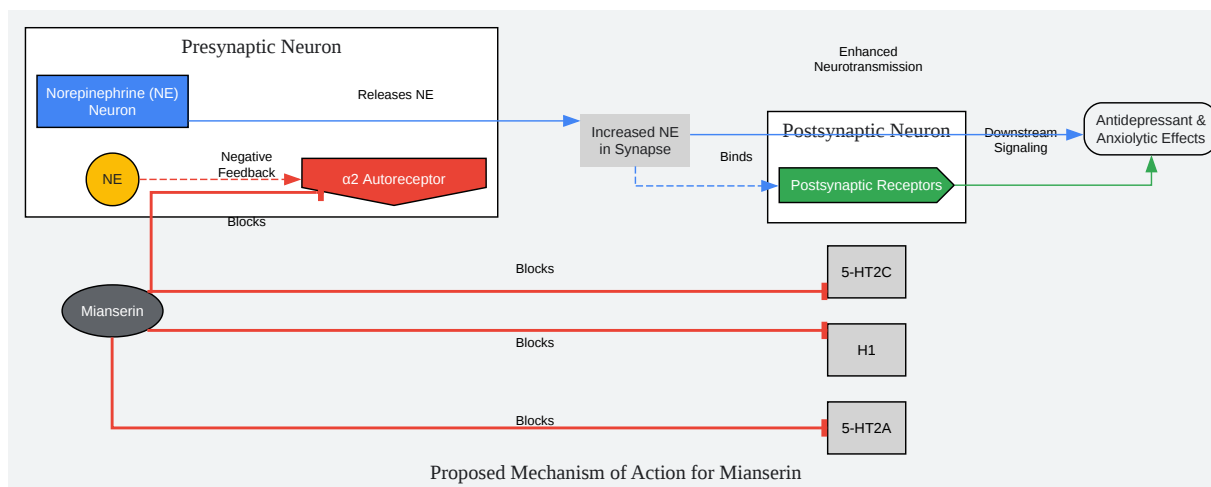 Presynaptic Neuron
Norepinephrine (NE)
Neuron
Releases NE
NE
Negative
Feedback
α2 Autoreceptor
Blocks
Increased NE
in Synapse
Binds
Enhanced
Neurotransmission
Postsynaptic Neuron
Postsynaptic Receptors
Downstream
Signaling
Antidepressant &
Anxiolytic Effects
Mianserin
Blocks
5-HT2C
Blocks
H1
Blocks
5-HT2A
Proposed Mechanism of Action for Mianserin